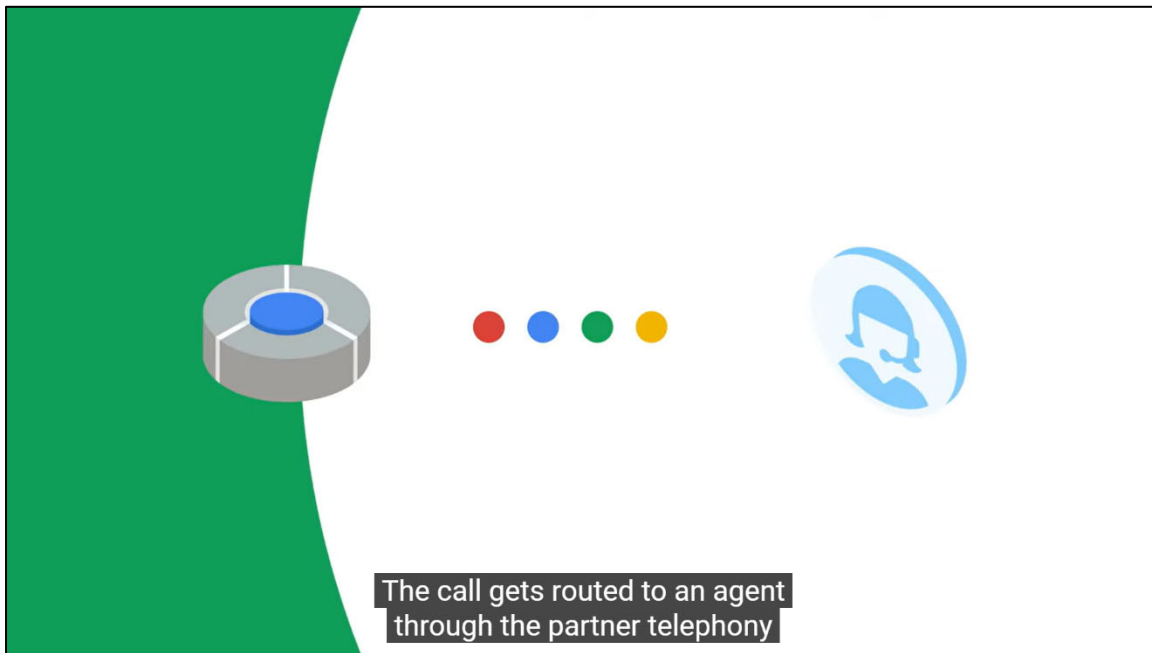 The call gets routed to an agent
through the partner telephony